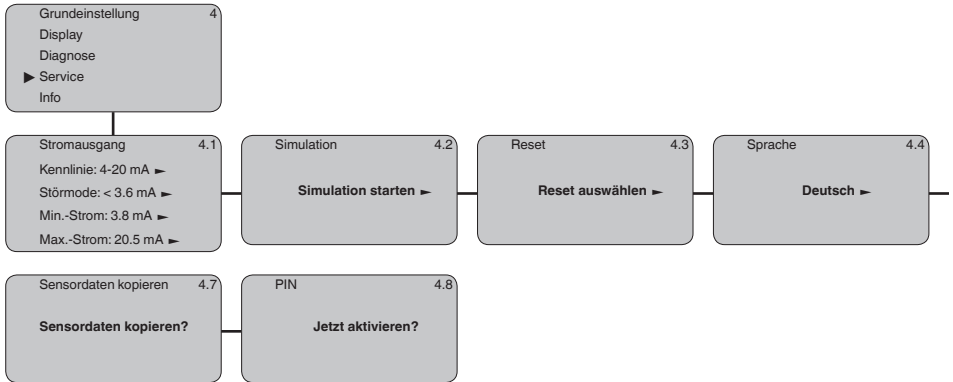 Grundeinstellung 4
Display
Diagnose
▶ Service
Info
Stromausgang 4.1
Kennlinie: 4-20 mA ►
Störmode: < 3.6 mA ►
Min.-Strom: 3.8 mA ►
Max.-Strom: 20.5 mA ►
Simulation 4.2
Simulation starten ►
Reset 4.3
Reset auswählen ►
Sprache 4.4
Deutsch ►
Sensordaten kopieren 4.7
Sensordaten kopieren?
PIN 4.8
Jetzt aktivieren?